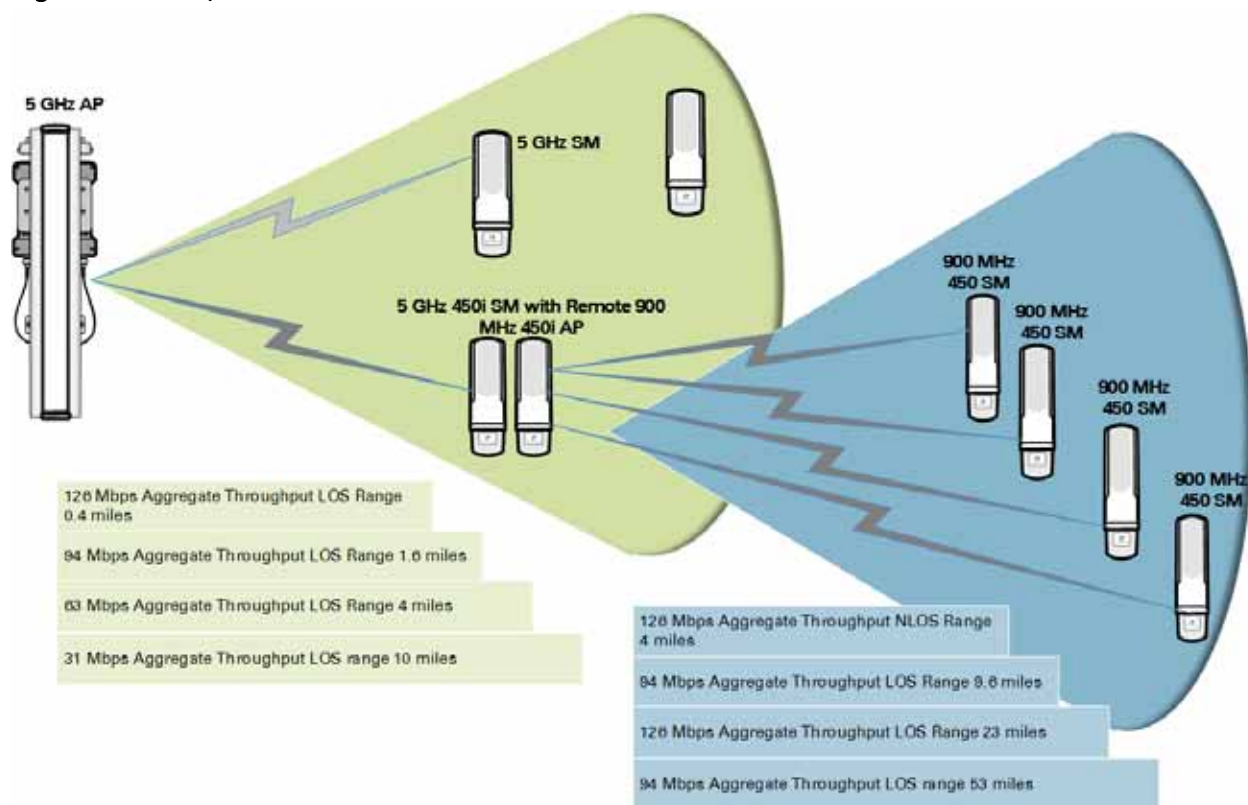 5 GHz AP
5 GHz SM
5 GHz 450i SM with Remote 900
MHz 450i AP
900 MHz
450 SM
900 MHz
450 SM
900 MHz
450 SM
900 MHz
450 SM
126 Mbps Aggregate Throughput LOS Range
0.4 miles
94 Mbps Aggregate Throughput LOS Range 1.6 miles
63 Mbps Aggregate Throughput LOS Range 4 miles
31 Mbps Aggregate Throughput LOS range 10 miles
126 Mbps Aggregate Throughput NLOS Range
4 miles
94 Mbps Aggregate Throughput LOS Range 9.6 miles
126 Mbps Aggregate Throughput LOS Range 23 miles
94 Mbps Aggregate Throughput LOS range 53 miles